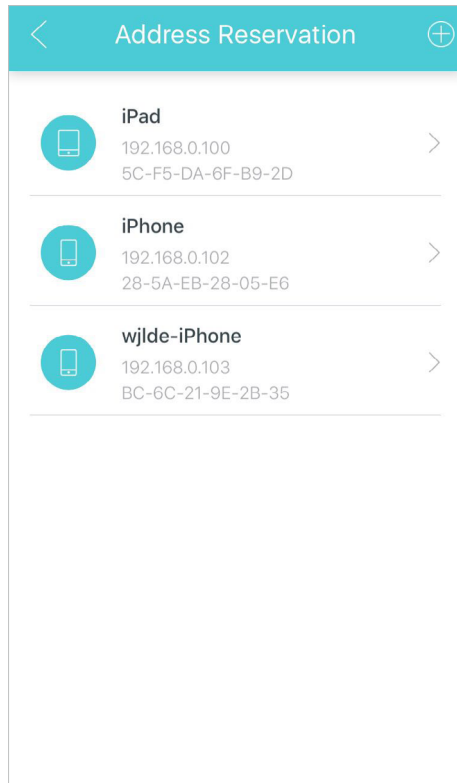 Address Reservation
iPad
192.168.0.100
5C-F5-DA-6F-B9-2D
iPhone
192.168.0.102
28-5A-EB-28-05-E6
wjlde-iPhone
192.168.0.103
BC-6C-21-9E-2B-35